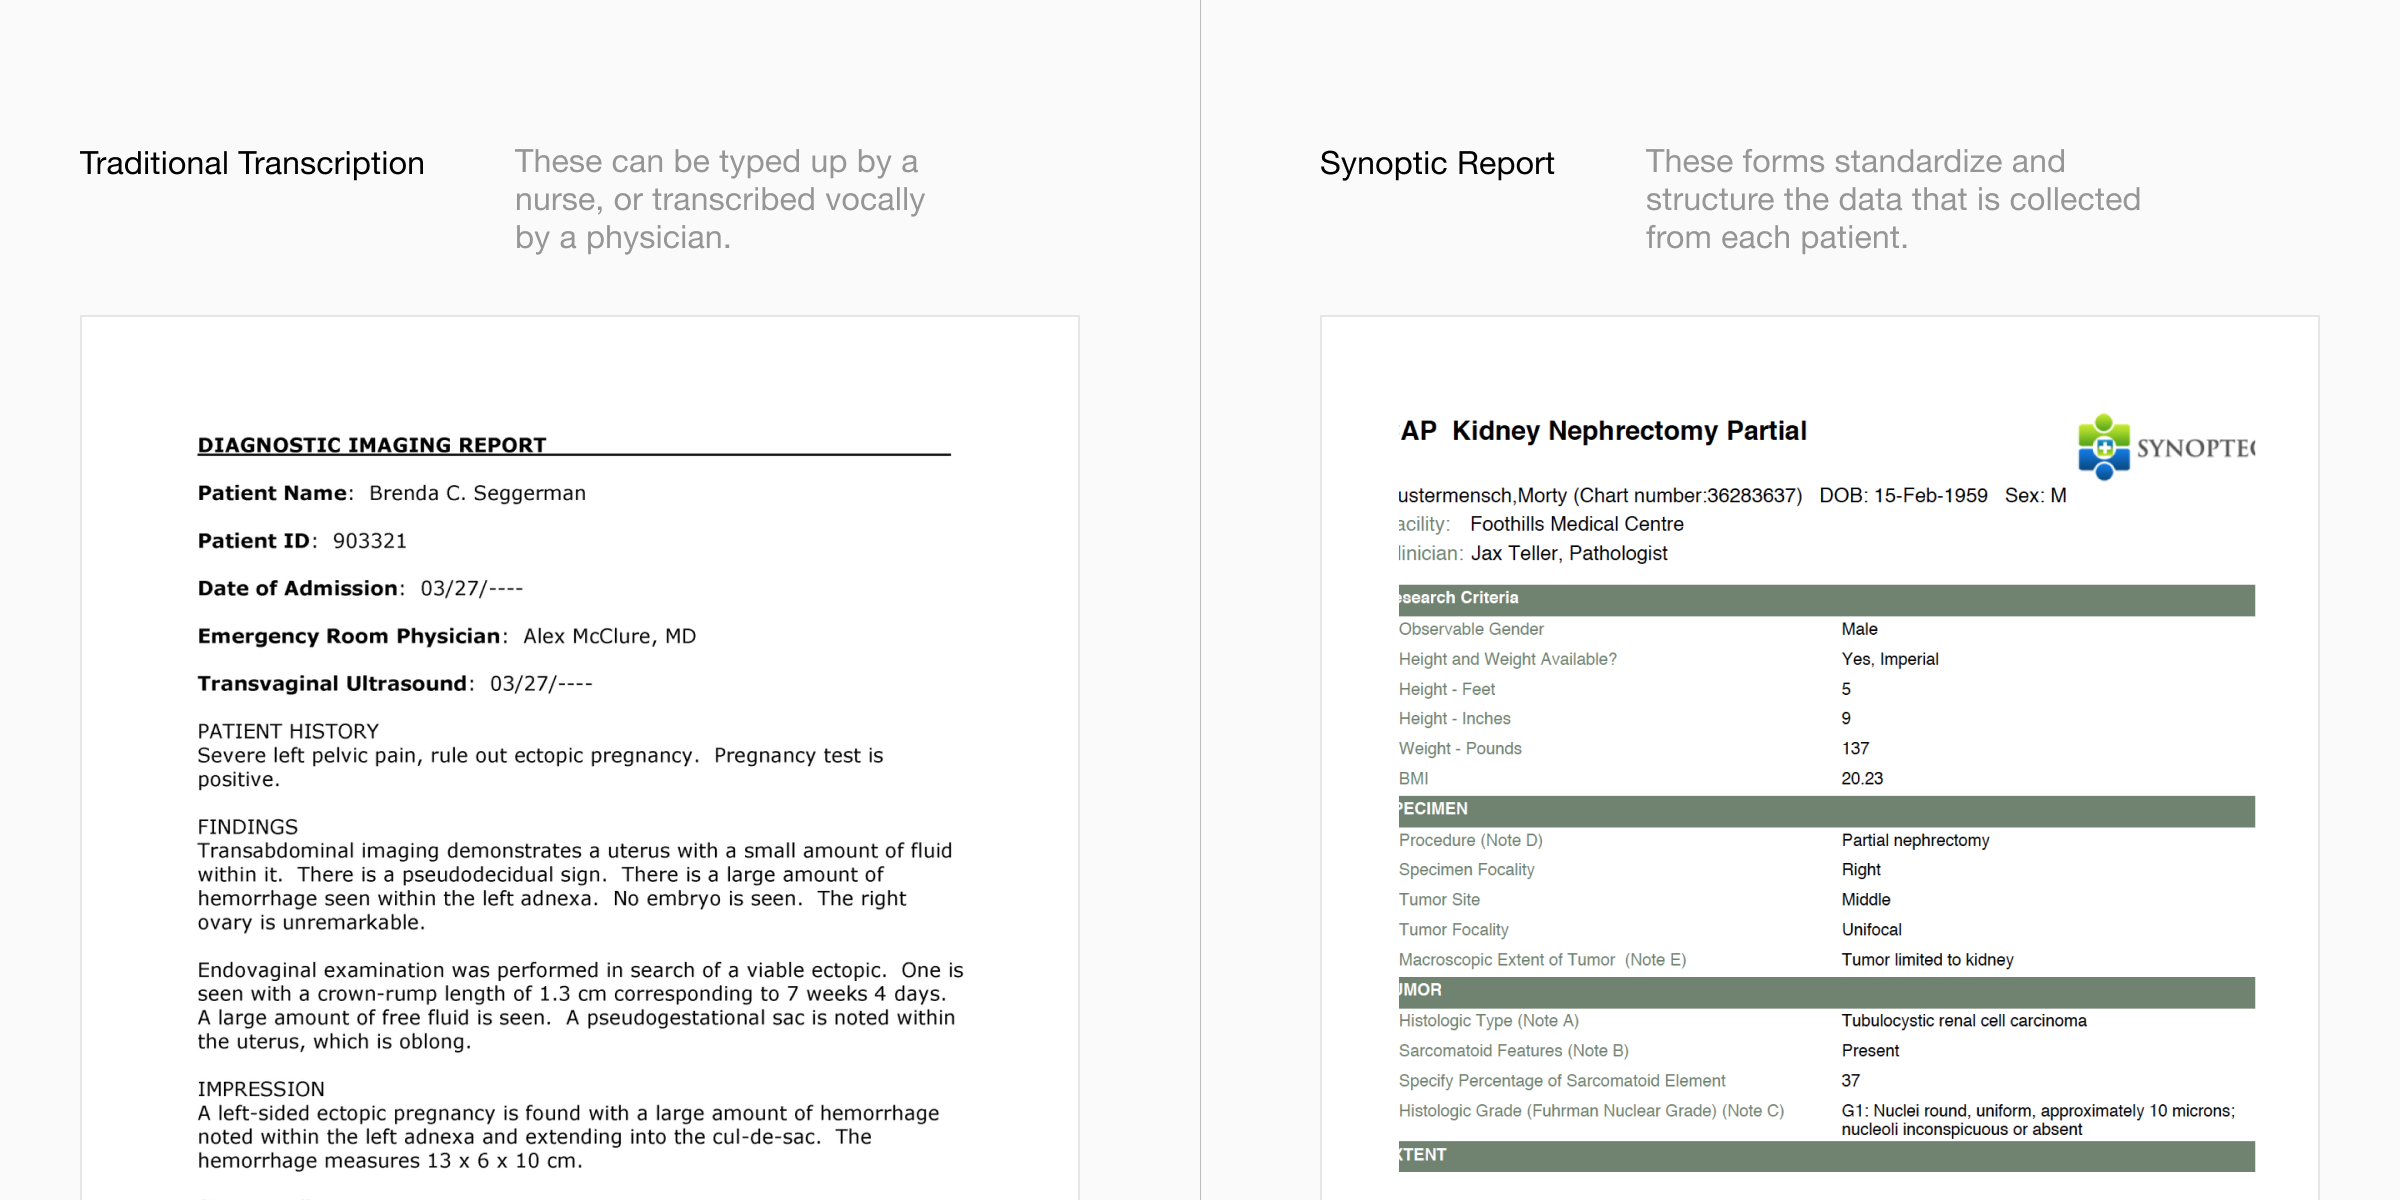 Traditional Transcription
These can be typed up by a
nurse, or transcribed vocally
by a physician.
DIAGNOSTIC IMAGING REPORT
Patient Name:  Brenda C. Seggerman
Patient ID:  903321
Date of Admission:  03/27/----
Emergency Room Physician:  Alex McClure, MD
Transvaginal Ultrasound:  03/27/----
PATIENT HISTORY
Severe left pelvic pain, rule out ectopic pregnancy.  Pregnancy test is
positive.
FINDINGS
Transabdominal imaging demonstrates a uterus with a small amount of fluid
within it.  There is a pseudodecidual sign.  There is a large amount of
hemorrhage seen within the left adnexa.  No embryo is seen.  The right
ovary is unremarkable.
Endovaginal examination was performed in search of a viable ectopic.  One is
seen with a crown-rump length of 1.3 cm corresponding to 7 weeks 4 days.
A large amount of free fluid is seen.  A pseudogestational sac is noted within
the uterus, which is oblong.
IMPRESSION
A left-sided ectopic pregnancy is found with a large amount of hemorrhage
noted within the left adnexa and extending into the cul-de-sac.  The
hemorrhage measures 13 x 6 x 10 cm.
Synoptic Report
These forms standardize and
structure the data that is collected
from each patient.
AP  Kidney Nephrectomy Partial
SYNOPTEC
ustermensch,Morty (Chart number:36283637)   DOB: 15-Feb-1959   Sex: M
acility:   Foothills Medical Centre
linician: Jax Teller, Pathologist
esearch Criteria
Observable Gender Male
Height and Weight Available? Yes, Imperial
Height - Feet 5
Height - Inches 9
Weight - Pounds 137
BMI 20.23
PECIMEN
Procedure (Note D) Partial nephrectomy
Specimen Focality Right
Tumor Site Middle
Tumor Focality Unifocal
Macroscopic Extent of Tumor  (Note E) Tumor limited to kidney
UMOR
Histologic Type (Note A) Tubulocystic renal cell carcinoma
Sarcomatoid Features (Note B) Present
Specify Percentage of Sarcomatoid Element 37
Histologic Grade (Fuhrman Nuclear Grade) (Note C) G1: Nuclei round, uniform, approximately 10 microns;
nucleoli inconspicuous or absent
XTENT